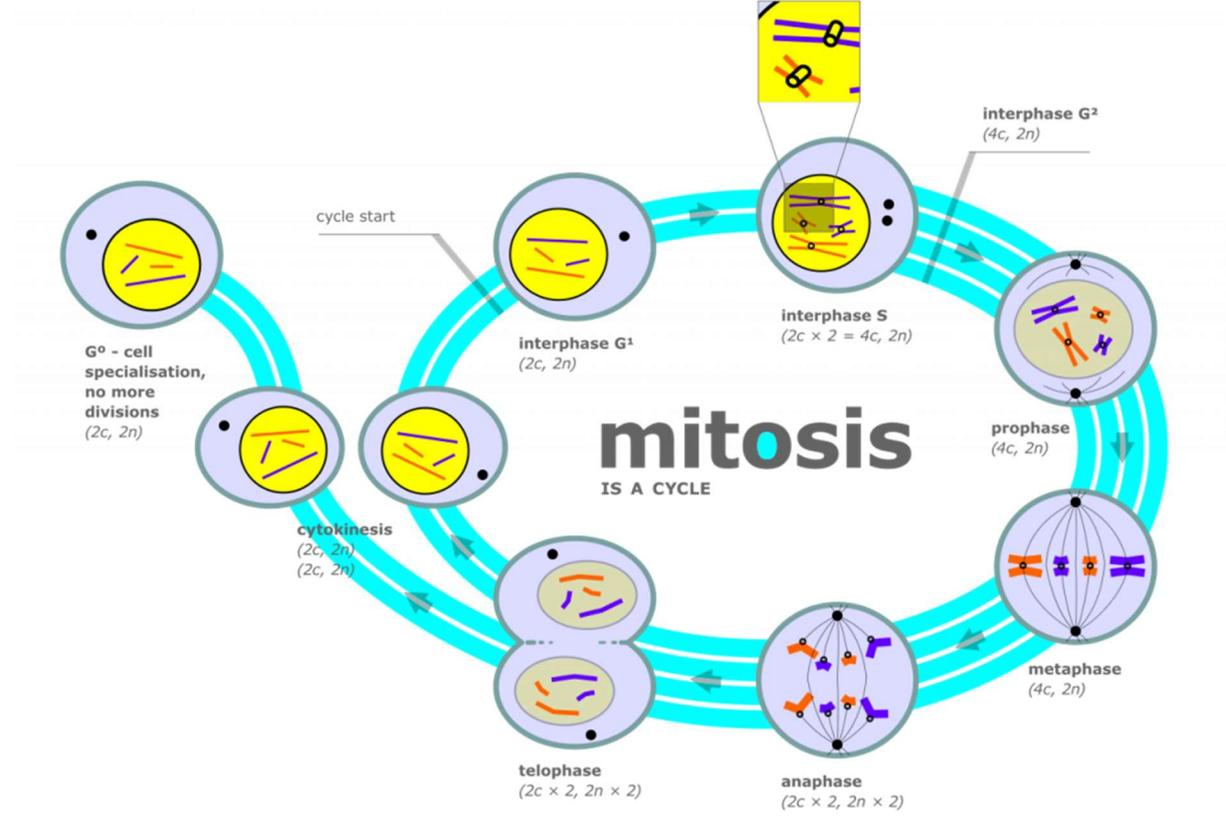 interphase G²
(4c, 2n)
cycle start
interphase S
(2c × 2 = 4c, 2n)
interphase G¹
(2c, 2n)
G⁰ - cell
specialisation,
no more
divisions
(2c, 2n)
mitosis
IS A CYCLE
prophase
(4c, 2n)
cytokinesis
(2c, 2n)
(2c, 2n)
metaphase
(4c, 2n)
telophase
(2c × 2, 2n × 2)
anaphase
(2c × 2, 2n × 2)